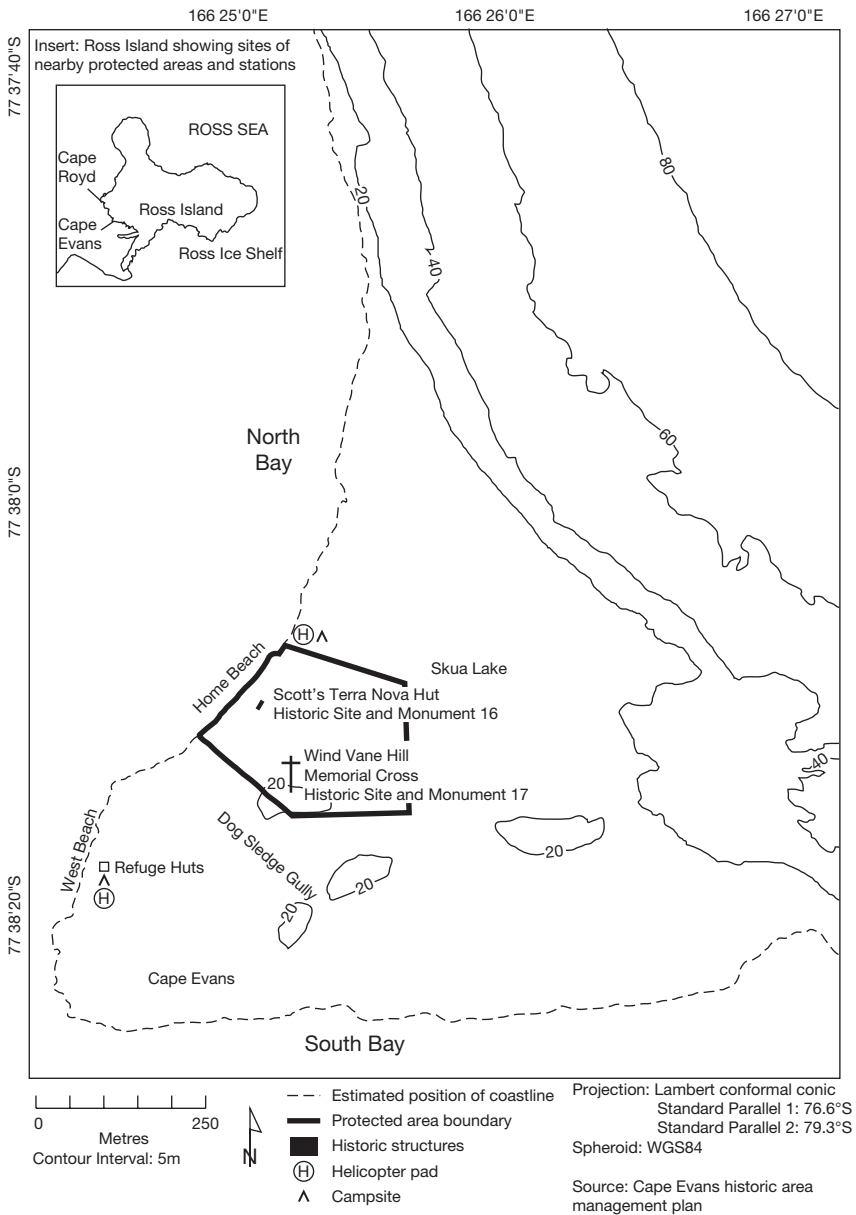 166 25'0"E
166 26'0"E
166 27'0"E
77 37'40"S
Insert: Ross Island showing sites of
nearby protected areas and stations
ROSS SEA
Cape
Royd
Ross Island
Cape
Evans
Ross Ice Shelf
80
20
40
North
Bay
60
77 38'0"S
H
Home Beach
Skua Lake
Scott's Terra Nova Hut
Historic Site and Monument 16
Wind Vane Hill
Memorial Cross
Historic Site and Monument 17
20
40
Dog Sledge Gully
West Beach
Refuge Huts
H
20
20
20
77 38'20"S
Cape Evans
South Bay
0
250
Metres
Contour Interval: 5m
N
Estimated position of coastline
Protected area boundary
Historic structures
H Helicopter pad
Campsite
Projection: Lambert conformal conic
Standard Parallel 1: 76.6°S
Standard Parallel 2: 79.3°S
Spheroid: WGS84
Source: Cape Evans historic area
management plan